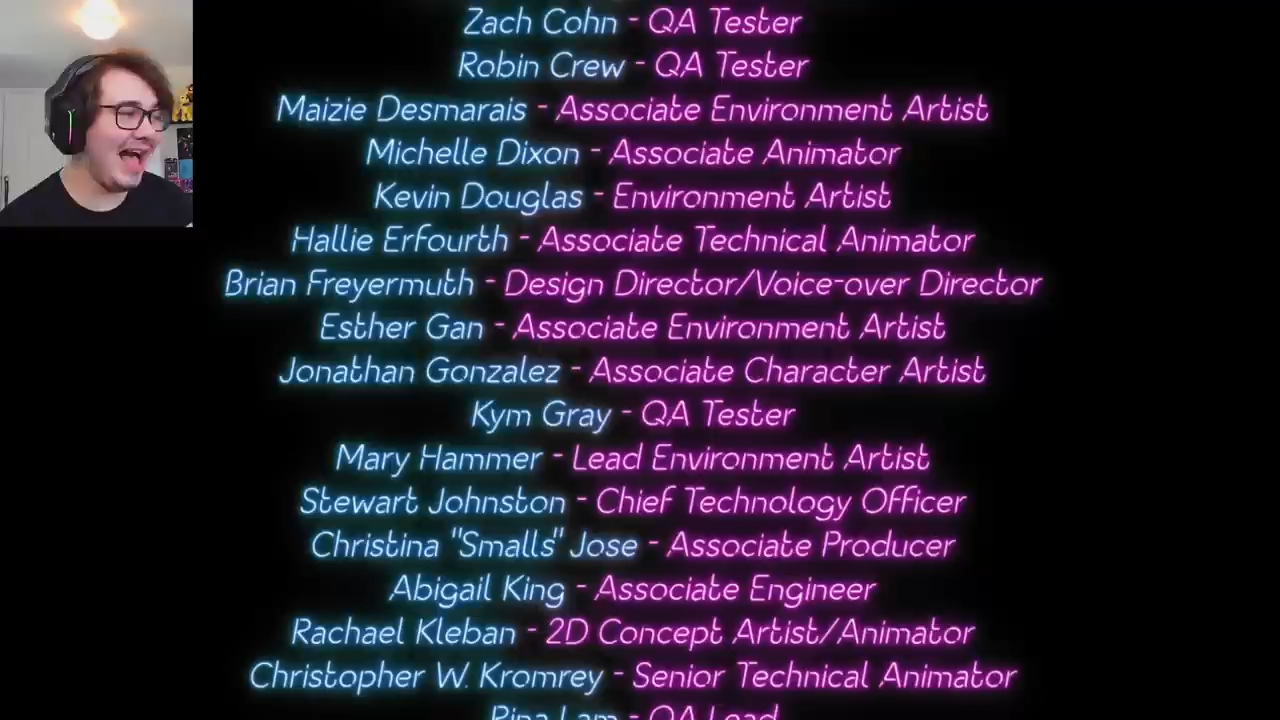 Zach Cohn - QA Tester
Robin Crew - QA Tester
Maizie Desmarais - Associate Environment Artist
Michelle Dixon - Associate Animator
Kevin Douglas - Environment Artist
Hallie Erfourth - Associate Technical Animator
Brian Freyermuth - Design Director/Voice-over Director
Esther Gan - Associate Environment Artist
Jonathan Gonzalez - Associate Character Artist
Kym Gray - QA Tester
Mary Hammer - Lead Environment Artist
Stewart Johnston - Chief Technology Officer
Christina "Smalls" Jose - Associate Producer
Abigail King - Associate Engineer
Rachael Kleban - 2D Concept Artist/Animator
Christopher W. Kromrey - Senior Technical Animator
Rina Lam - QA Lead